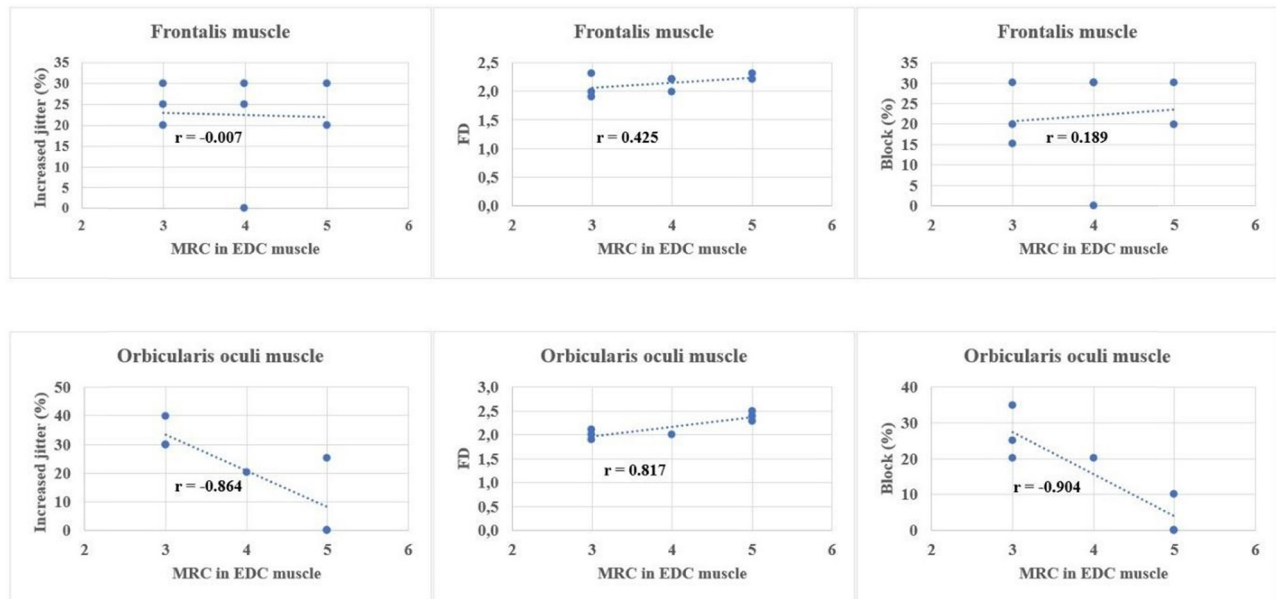 Frontalis muscle
Increased jitter (%)
35
30
25
20
15
10
5
0
r = -0.007
2 3 4 5 6
MRC in EDC muscle
Frontalis muscle
FD
2,5
2,0
1,5
1,0
0,5
0,0
r = 0.425
2 3 4 5 6
MRC in EDC muscle
Frontalis muscle
Block (%)
35
30
25
20
15
10
5
0
r = 0.189
2 3 4 5 6
MRC in EDC muscle
Orbicularis oculi muscle
Increased jitter (%)
50
40
30
20
10
0
r = -0.864
2 3 4 5 6
MRC in EDC muscle
Orbicularis oculi muscle
FD
3,0
2,5
2,0
1,5
1,0
0,5
0,0
r = 0.817
2 3 4 5 6
MRC in EDC muscle
Orbicularis oculi muscle
Block (%)
40
30
20
10
0
r = -0.904
2 3 4 5 6
MRC in EDC muscle